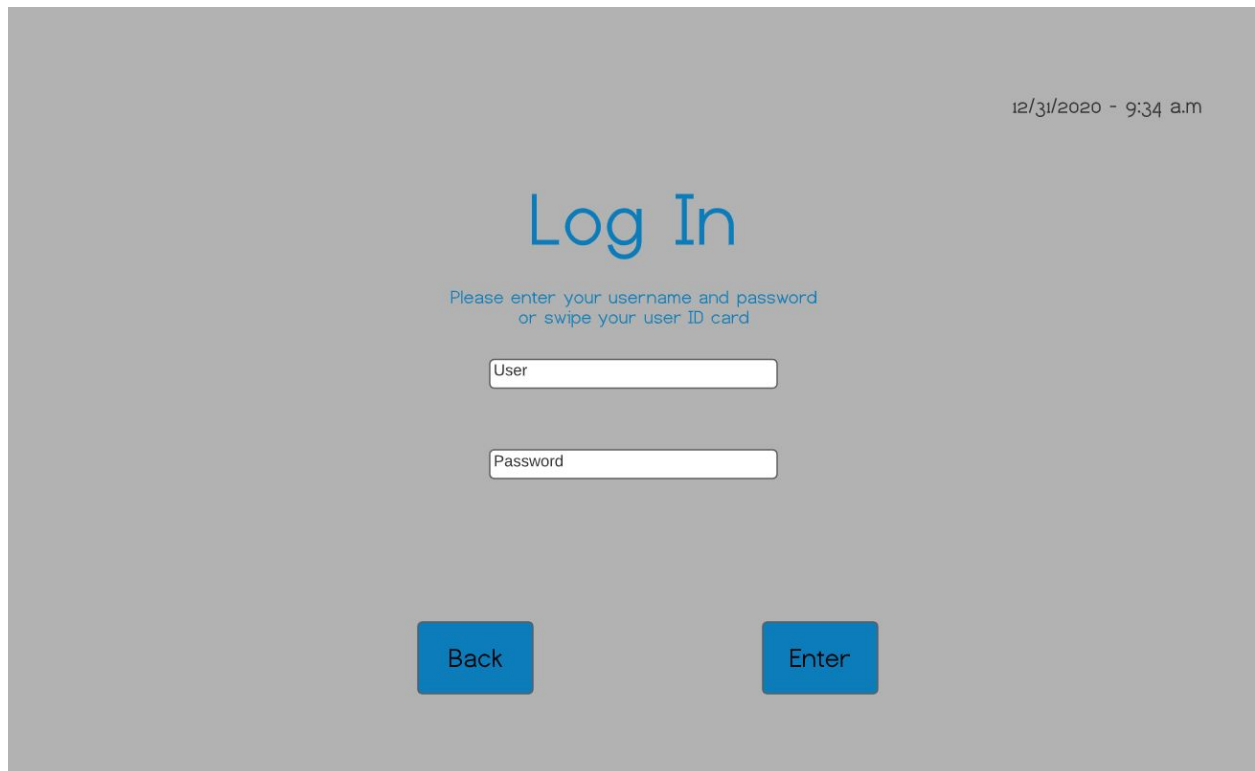 12/31/2020 - 9:34 a.m
Log In
Please enter your username and password
or swipe your user ID card
User
Password
Back
Enter